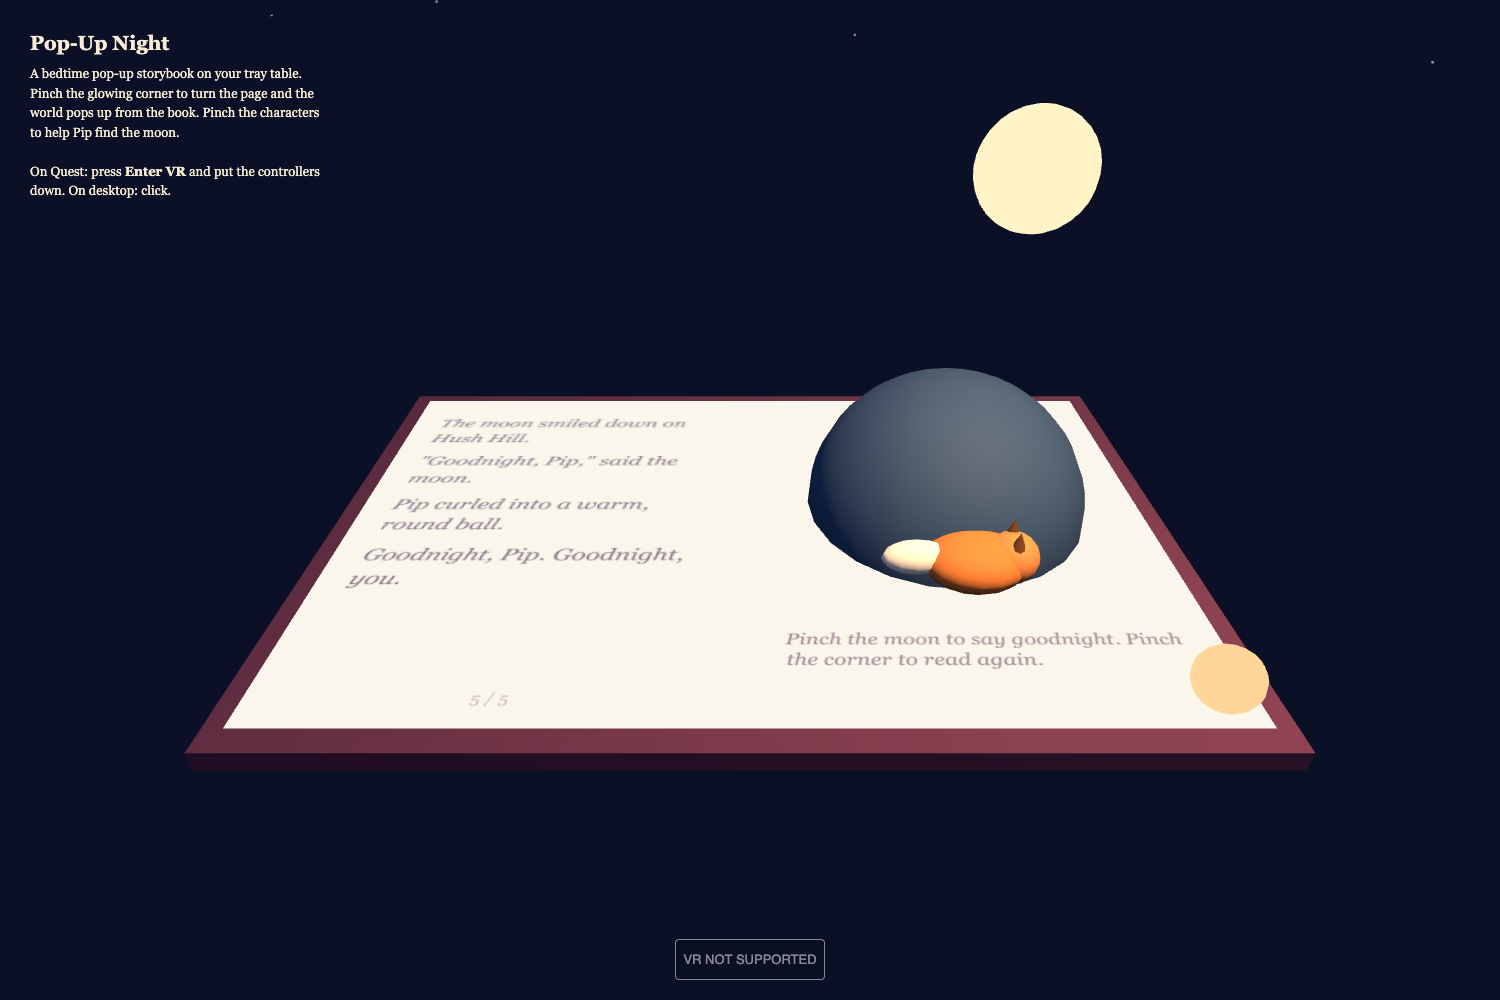 Pop-Up Night
A bedtime pop-up storybook on your tray table.
Pinch the glowing corner to turn the page and the
world pops up from the book. Pinch the characters
to help Pip find the moon.
On Quest: press Enter VR and put the controllers
down. On desktop: click.
The moon smiled down on
Hush Hill.
"Goodnight, Pip," said the
moon.
Pip curled into a warm,
round ball.
Goodnight, Pip. Goodnight,
you.
Pinch the moon to say goodnight. Pinch
the corner to read again.
5 / 5
VR NOT SUPPORTED